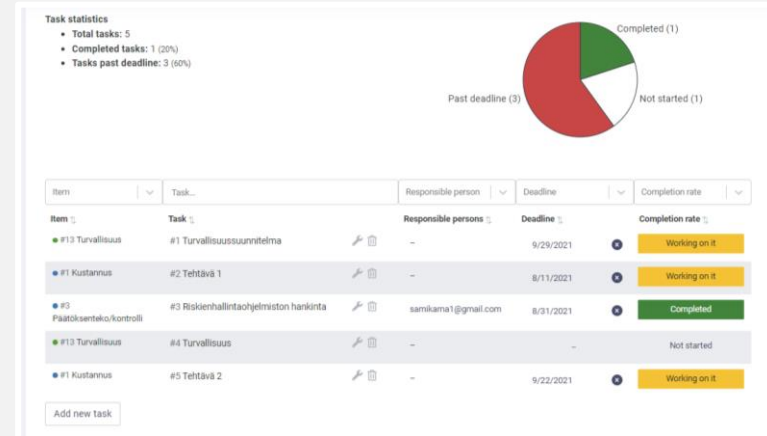 Task statistics
• Total tasks: 5
• Completed tasks: 1 (20%)
• Tasks past deadline: 3 (60%)
Completed (1)
Past deadline (3)
Not started (1)
Item Task... Responsible person Deadline Completion rate
Item Task Responsible persons Deadline Completion rate
#13 Turvallisuus #1 Turvallisuussuunnitelma – 9/29/2021 Working on it
#1 Kustannus #2 Tehtävä 1 – 8/11/2021 Working on it
#3 Päätöksenteko/kontrolli #3 Riskienhallintaohjelmiston hankinta samikama1@gmail.com 8/31/2021 Completed
#13 Turvallisuus #4 Turvallisuus – – Not started
#1 Kustannus #5 Tehtävä 2 – 9/22/2021 Working on it
Add new task